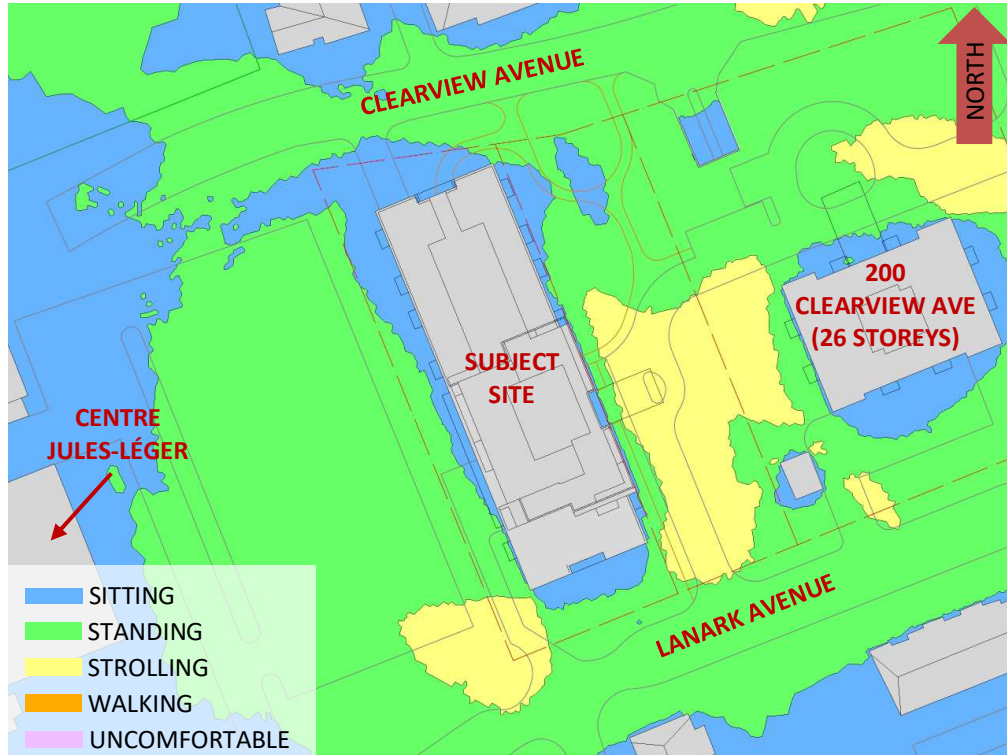 CLEARVIEW AVENUE
NORTH
200
CLEARVIEW AVE
(26 STOREYS)
SUBJECT
SITE
CENTRE
JULES-LÉGER
LANARK AVENUE
SITTING
STANDING
STROLLING
WALKING
UNCOMFORTABLE